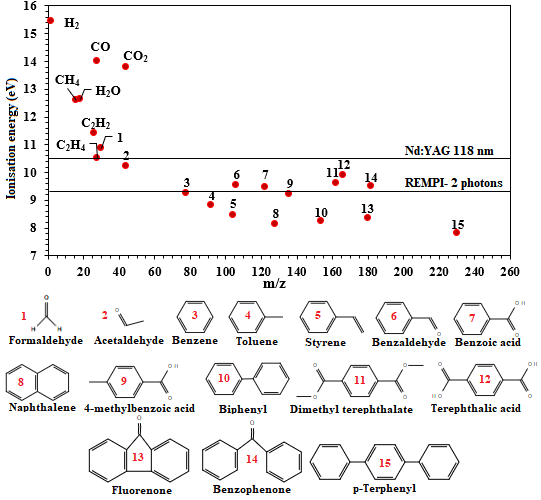 16
15
14
13
12
11
10
9
8
7
Ionisation energy (eV)
H₂
CO
CO₂
CH₄
H₂O
C₂H₂
C₂H₄
1
2
Nd:YAG 118 nm
REMPI- 2 photons
3
4
5
6
7
8
9
10
11
12
13
14
15
0 20 40 60 80 100 120 140 160 180 200 220 240 260
m/z
1 O H H
Formaldehyde
2 O
Acetaldehyde
3
Benzene
4
Toluene
5
Styrene
6 O
Benzaldehyde
7 OH O
Benzoic acid
8
Naphthalene
9 OH O
4-methylbenzoic acid
10
Biphenyl
11 O O O O
Dimethyl terephthalate
12 O OH HO O
Terephthalic acid
13 O
Fluorenone
14 O
Benzophenone
15
p-Terphenyl